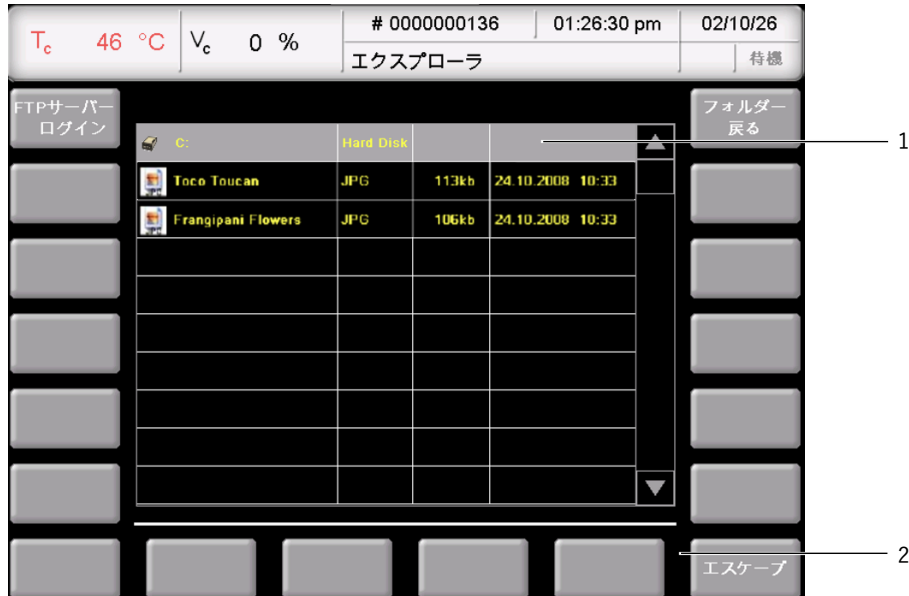 Tc 46 °C
Vc 0 %
# 0000000136
01:26:30 pm
02/10/26
エクスプローラ
待機
FTPサーバー
ログイン
フォルダー
戻る
C: Hard Disk
1
Toco Toucan JPG 113kb 24.10.2008 10:33
Frangipani Flowers JPG 106kb 24.10.2008 10:33
2
エスケープ